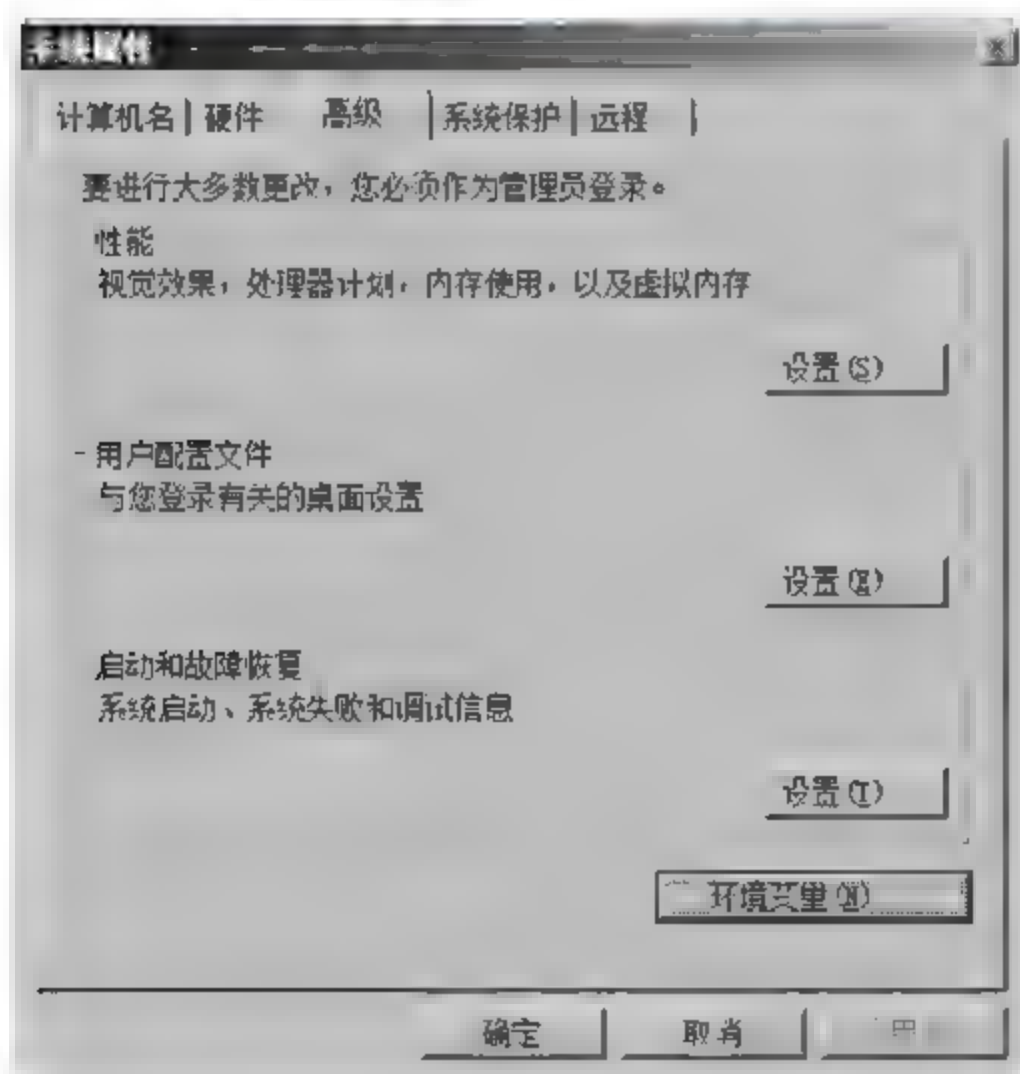 系统属性
计算机名 硬件 高级 系统保护 远程
要进行大多数更改，您必须作为管理员登录。
性能
视觉效果，处理器计划，内存使用，以及虚拟内存
设置(S)
用户配置文件
与您登录有关的桌面设置
设置(E)
启动和故障恢复
系统启动、系统失败和调试信息
设置(T)
环境变量(N)
确定 取消